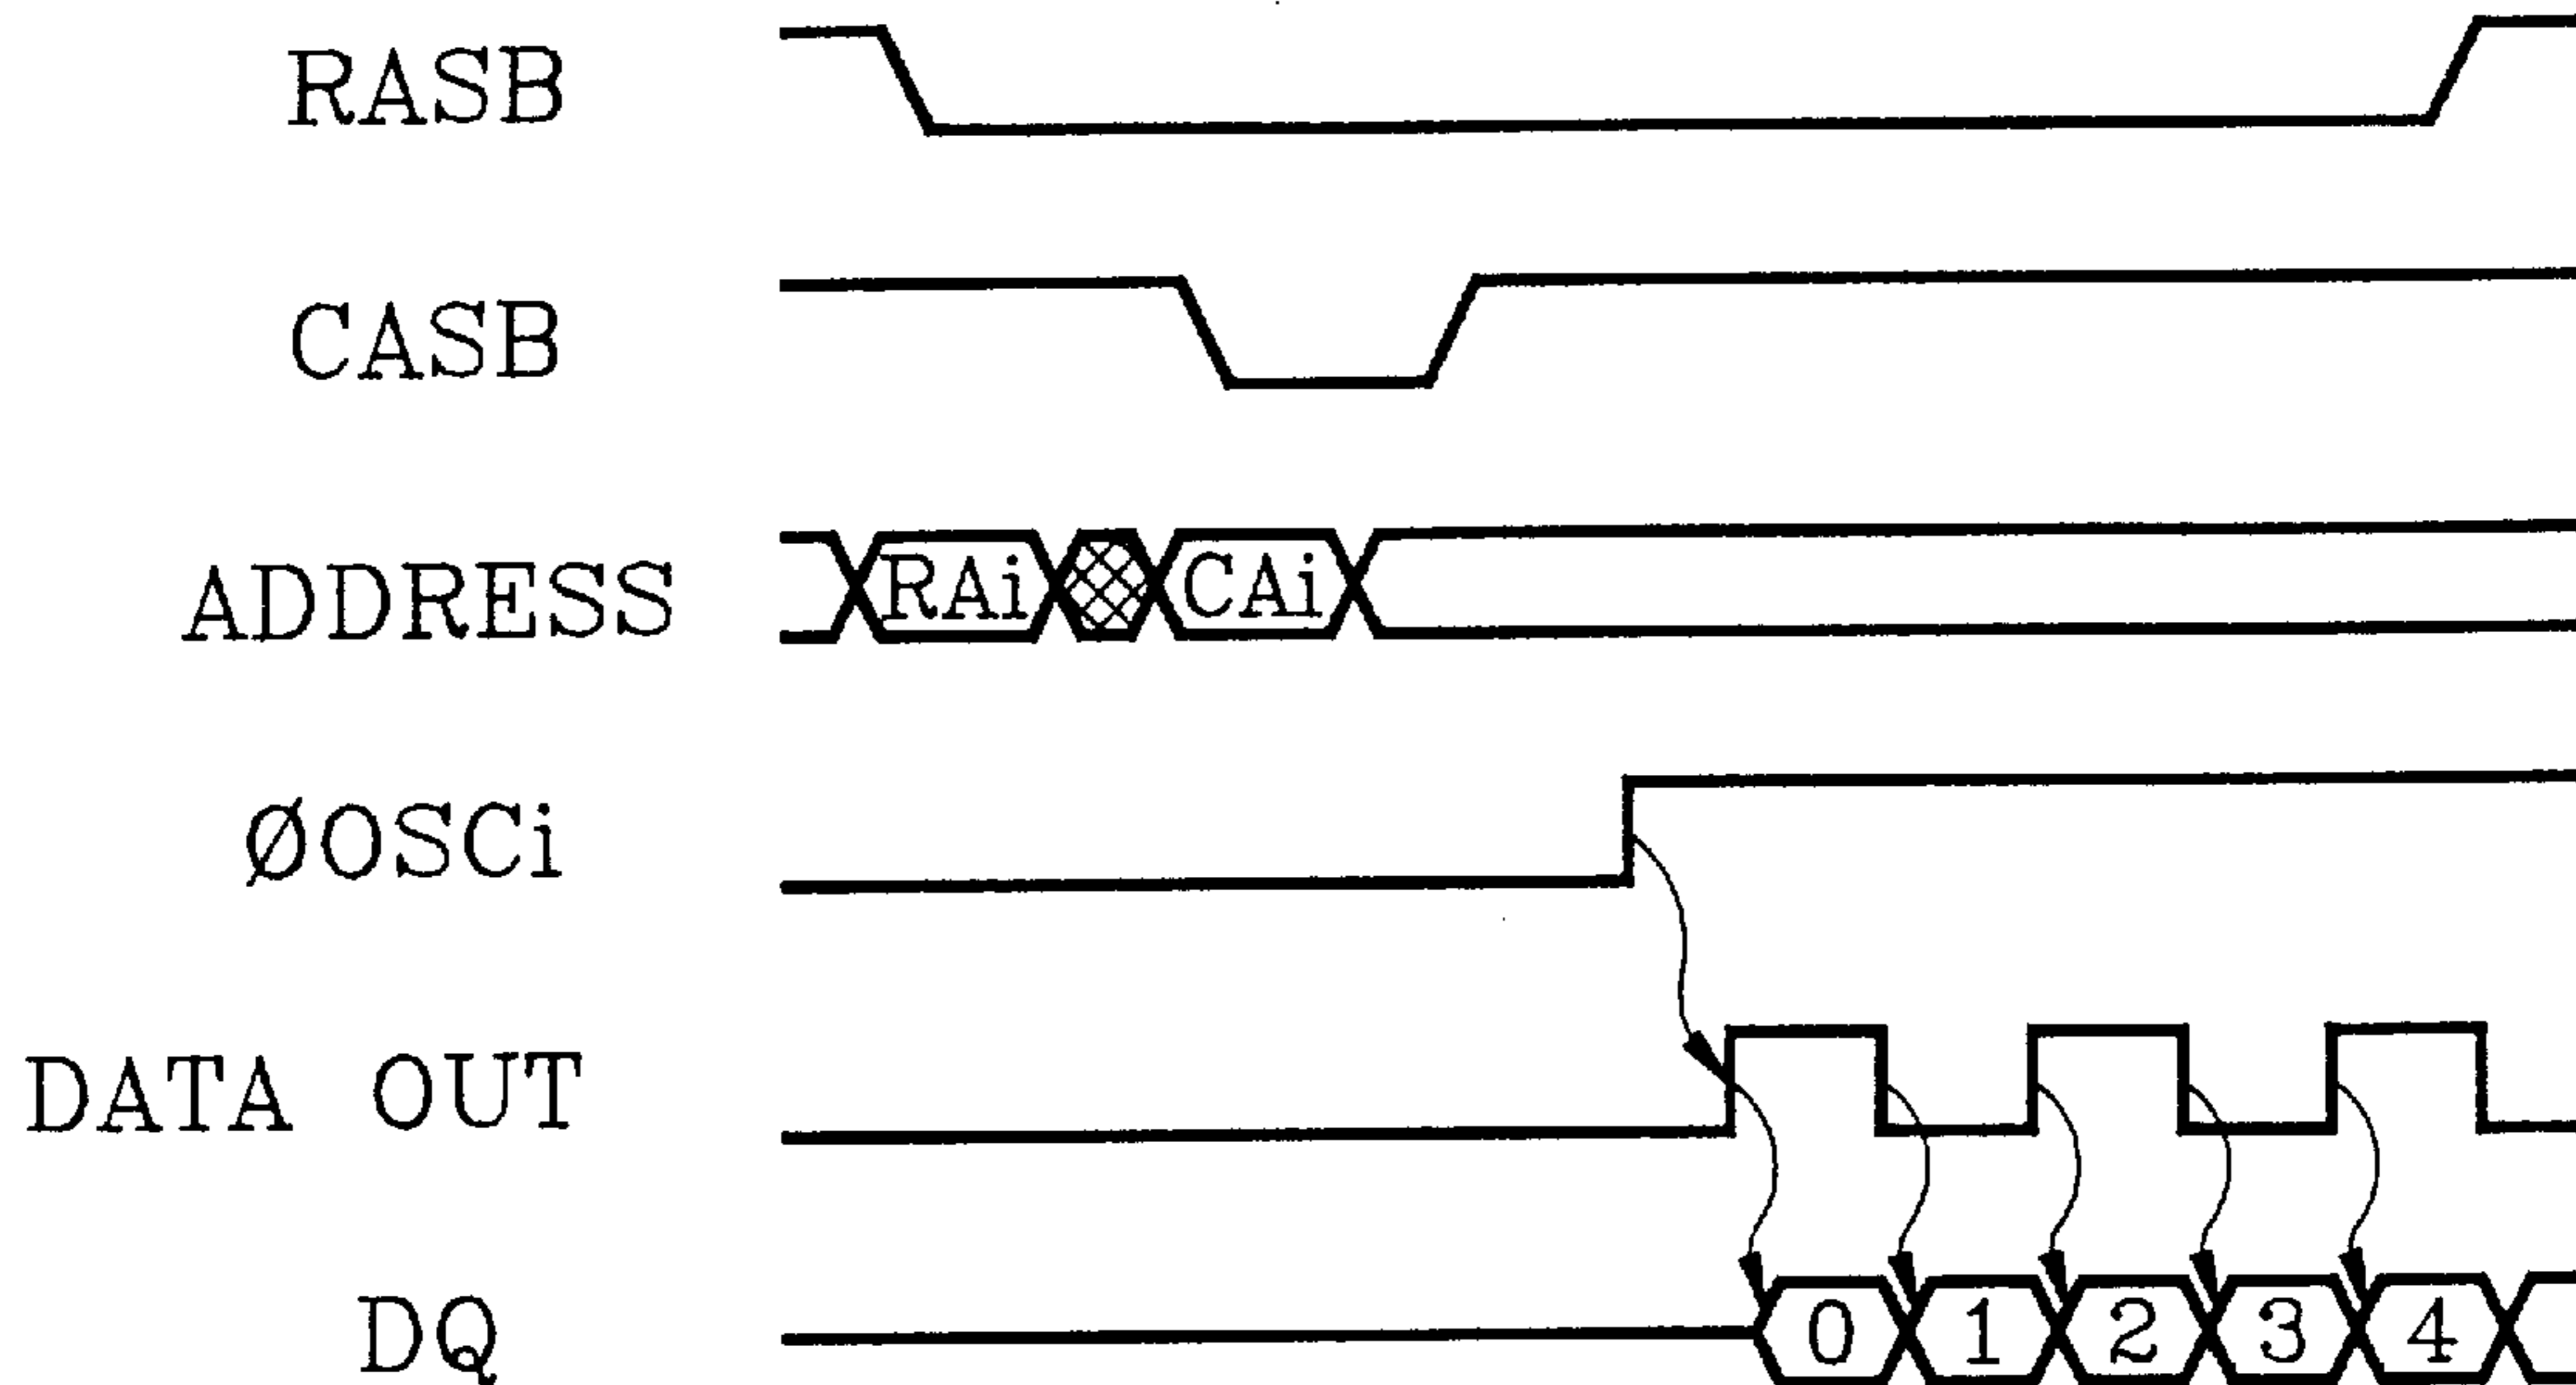 RASB
CASB
ADDRESS RAi CAi
ØOSCi
DATA OUT
DQ 0 1 2 3 4